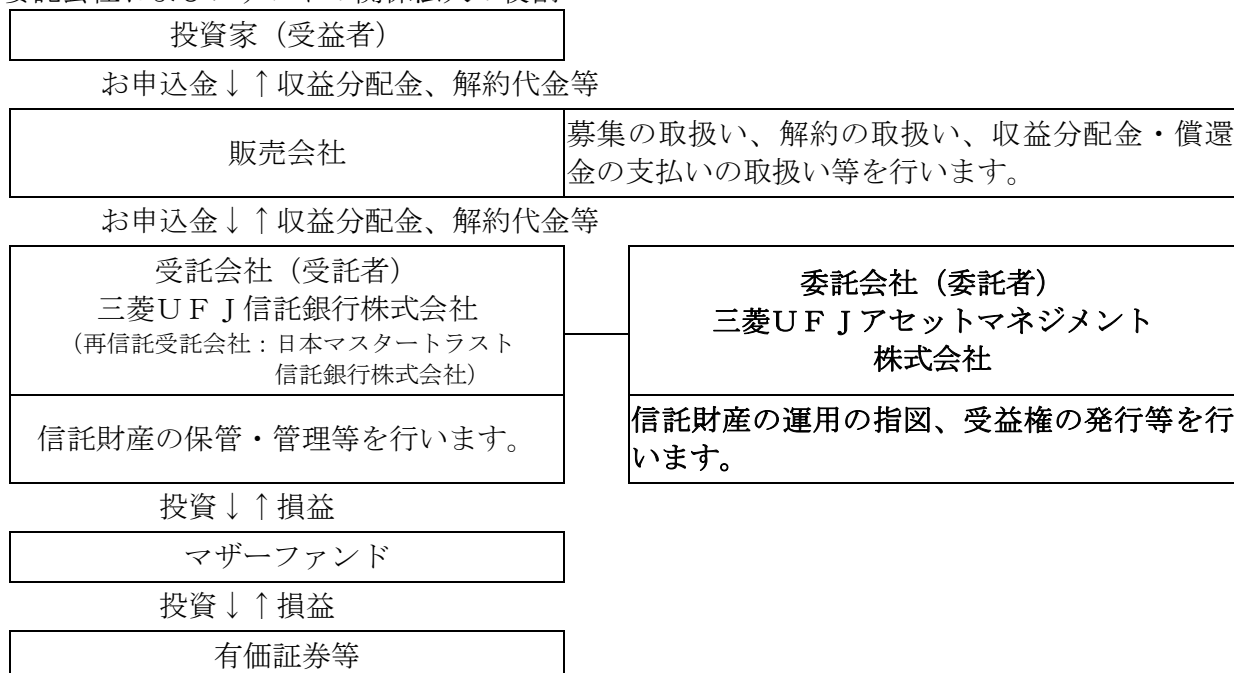 投資家（受益者）
お申込金↓↑収益分配金、解約代金等
販売会社
募集の取扱い、解約の取扱い、収益分配金・償還
金の支払いの取扱い等を行います。
お申込金↓↑収益分配金、解約代金等
受託会社（受託者）
三菱ＵＦＪ信託銀行株式会社
（再信託受託会社：日本マスタートラスト
信託銀行株式会社）
委託会社（委託者）
三菱ＵＦＪアセットマネジメント
株式会社
信託財産の保管・管理等を行います。
信託財産の運用の指図、受益権の発行等を行
います。
投資↓↑損益
マザーファンド
投資↓↑損益
有価証券等